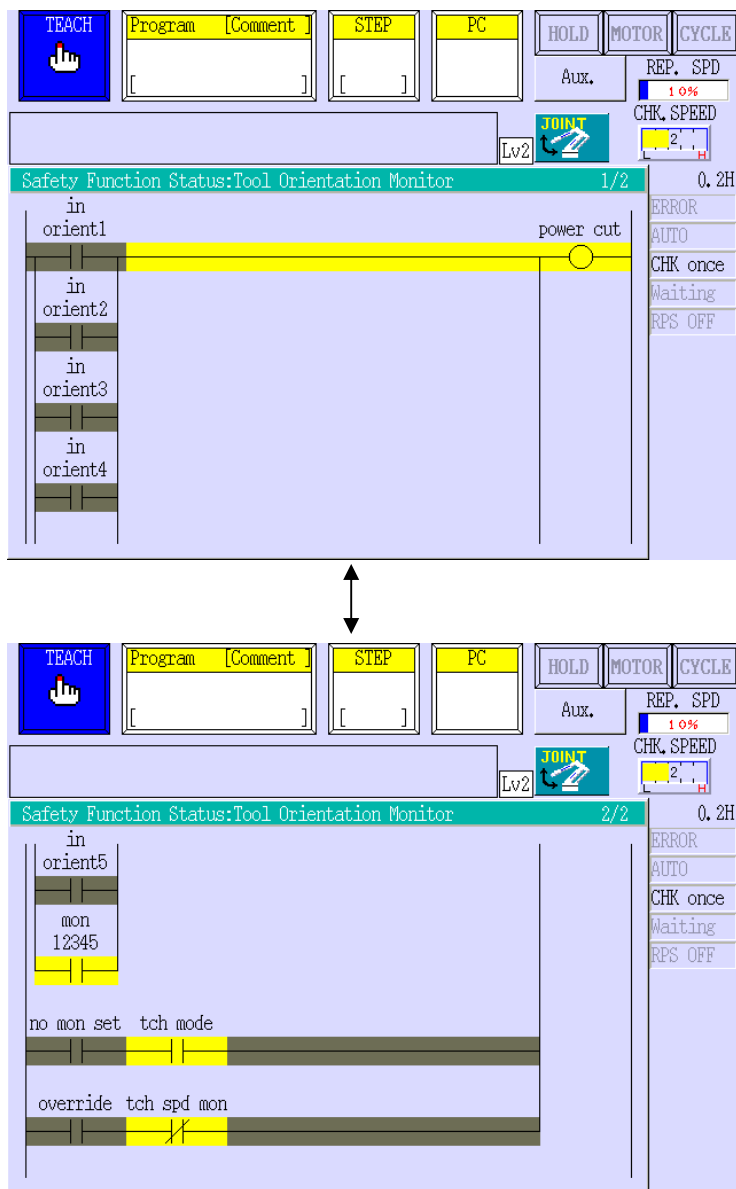 TEACH
Program [Comment ]
STEP
PC
HOLD
MOTOR
CYCLE
[ ]
[ ]
Aux.
REP. SPD
10%
CHK.SPEED
2
L H
JOINT
Lv2
Safety Function Status:Tool Orientation Monitor 1/2
0.2H
ERROR
AUTO
CHK once
Waiting
RPS OFF
in
orient1
power cut
in
orient2
in
orient3
in
orient4
TEACH
Program [Comment ]
STEP
PC
HOLD
MOTOR
CYCLE
[ ]
[ ]
Aux.
REP. SPD
10%
CHK.SPEED
2
L H
JOINT
Lv2
Safety Function Status:Tool Orientation Monitor 2/2
0.2H
ERROR
AUTO
CHK once
Waiting
RPS OFF
in
orient5
mon
12345
no mon set tch mode
override tch spd mon